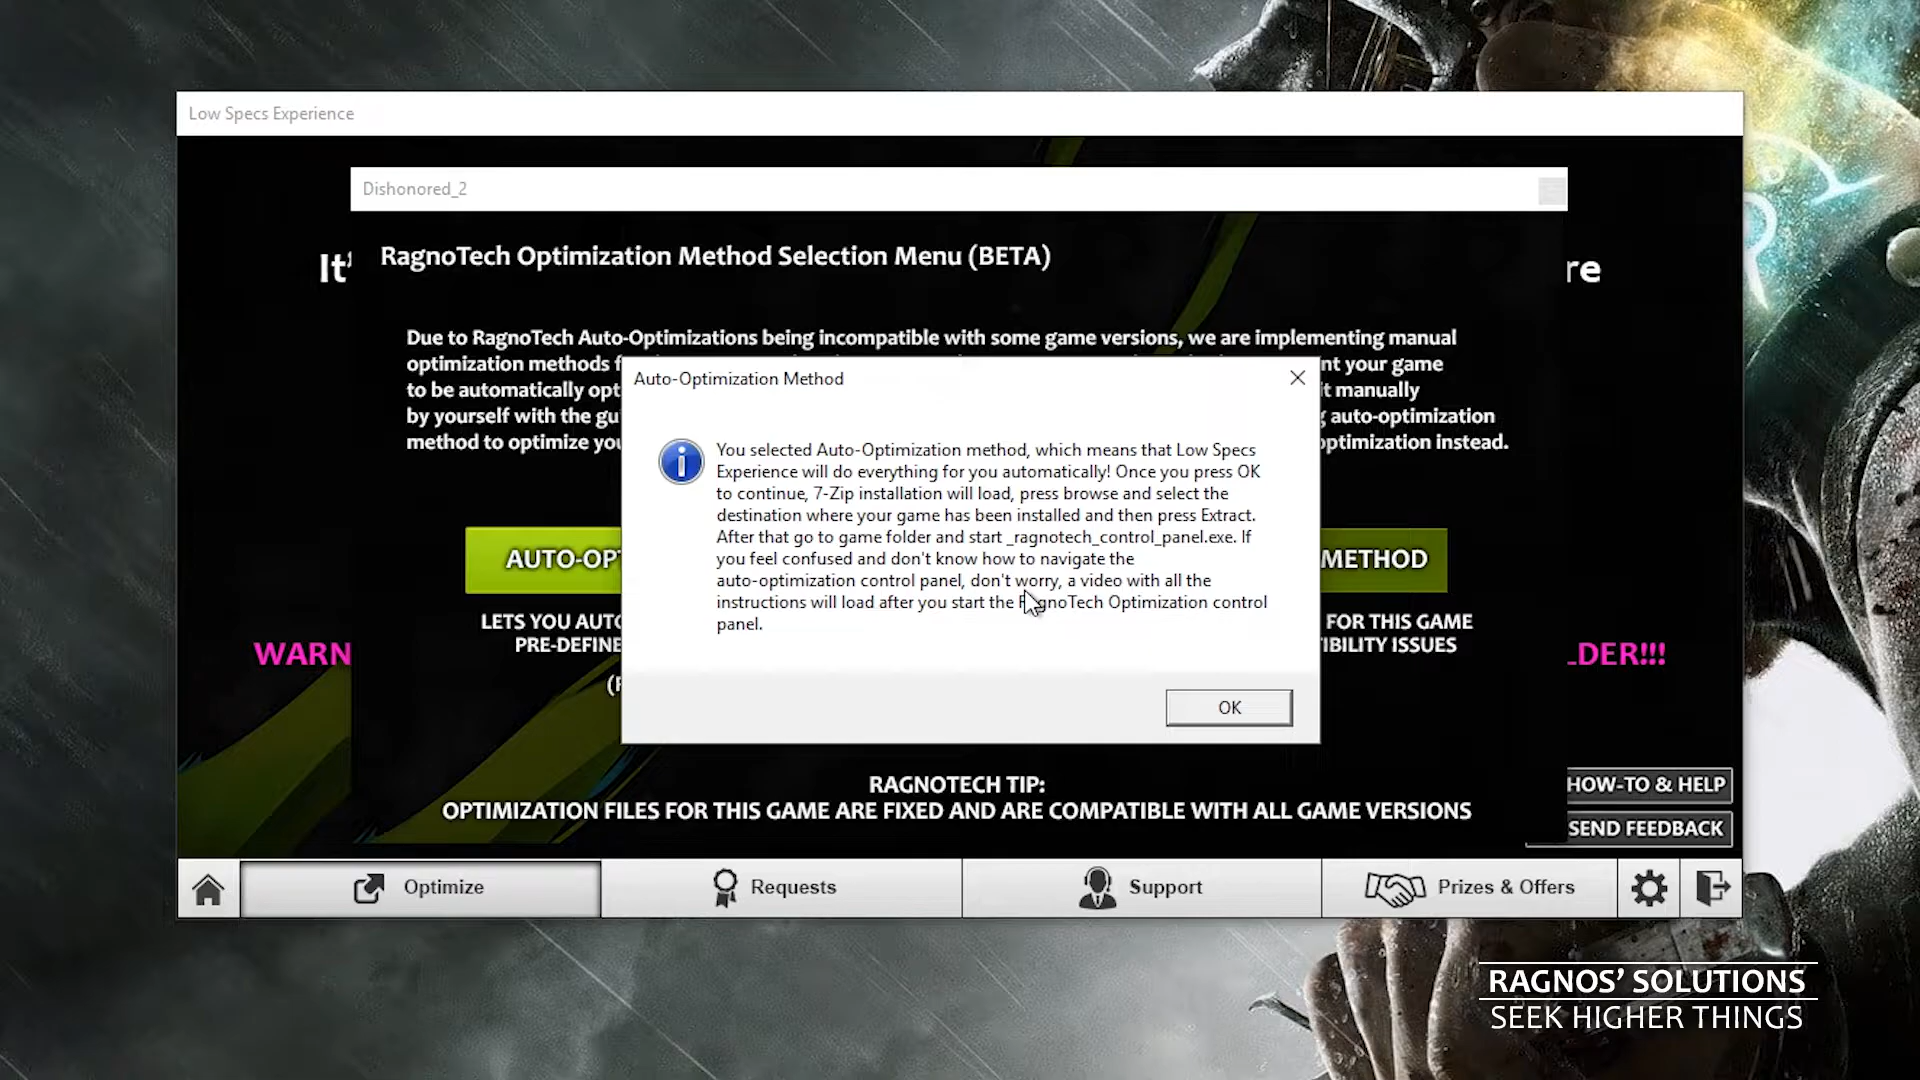 Low Specs Experience
Dishonored_2
RagnoTech Optimization Method Selection Menu (BETA)
It' re
Due to RagnoTech Auto-Optimizations being incompatible with some game versions, we are implementing manual
optimization methods nt your game
to be automatically opt it manually
by yourself with the gu g auto-optimization
method to optimize you optimization instead.
Auto-Optimization Method
You selected Auto-Optimization method, which means that Low Specs
Experience will do everything for you automatically! Once you press OK
to continue, 7-Zip installation will load, press browse and select the
destination where your game has been installed and then press Extract.
After that go to game folder and start _ragnotech_control_panel.exe. If
you feel confused and don't know how to navigate the
auto-optimization control panel, don't worry, a video with all the
instructions will load after you start the RagnoTech Optimization control
panel.
OK
AUTO-OPT METHOD
LETS YOU AUTO FOR THIS GAME
PRE-DEFINE IBILITY ISSUES
WARN LDER!!!
RAGNOTECH TIP:
OPTIMIZATION FILES FOR THIS GAME ARE FIXED AND ARE COMPATIBLE WITH ALL GAME VERSIONS
HOW-TO & HELP
SEND FEEDBACK
Optimize
Requests
Support
Prizes & Offers
RAGNOS' SOLUTIONS
SEEK HIGHER THINGS